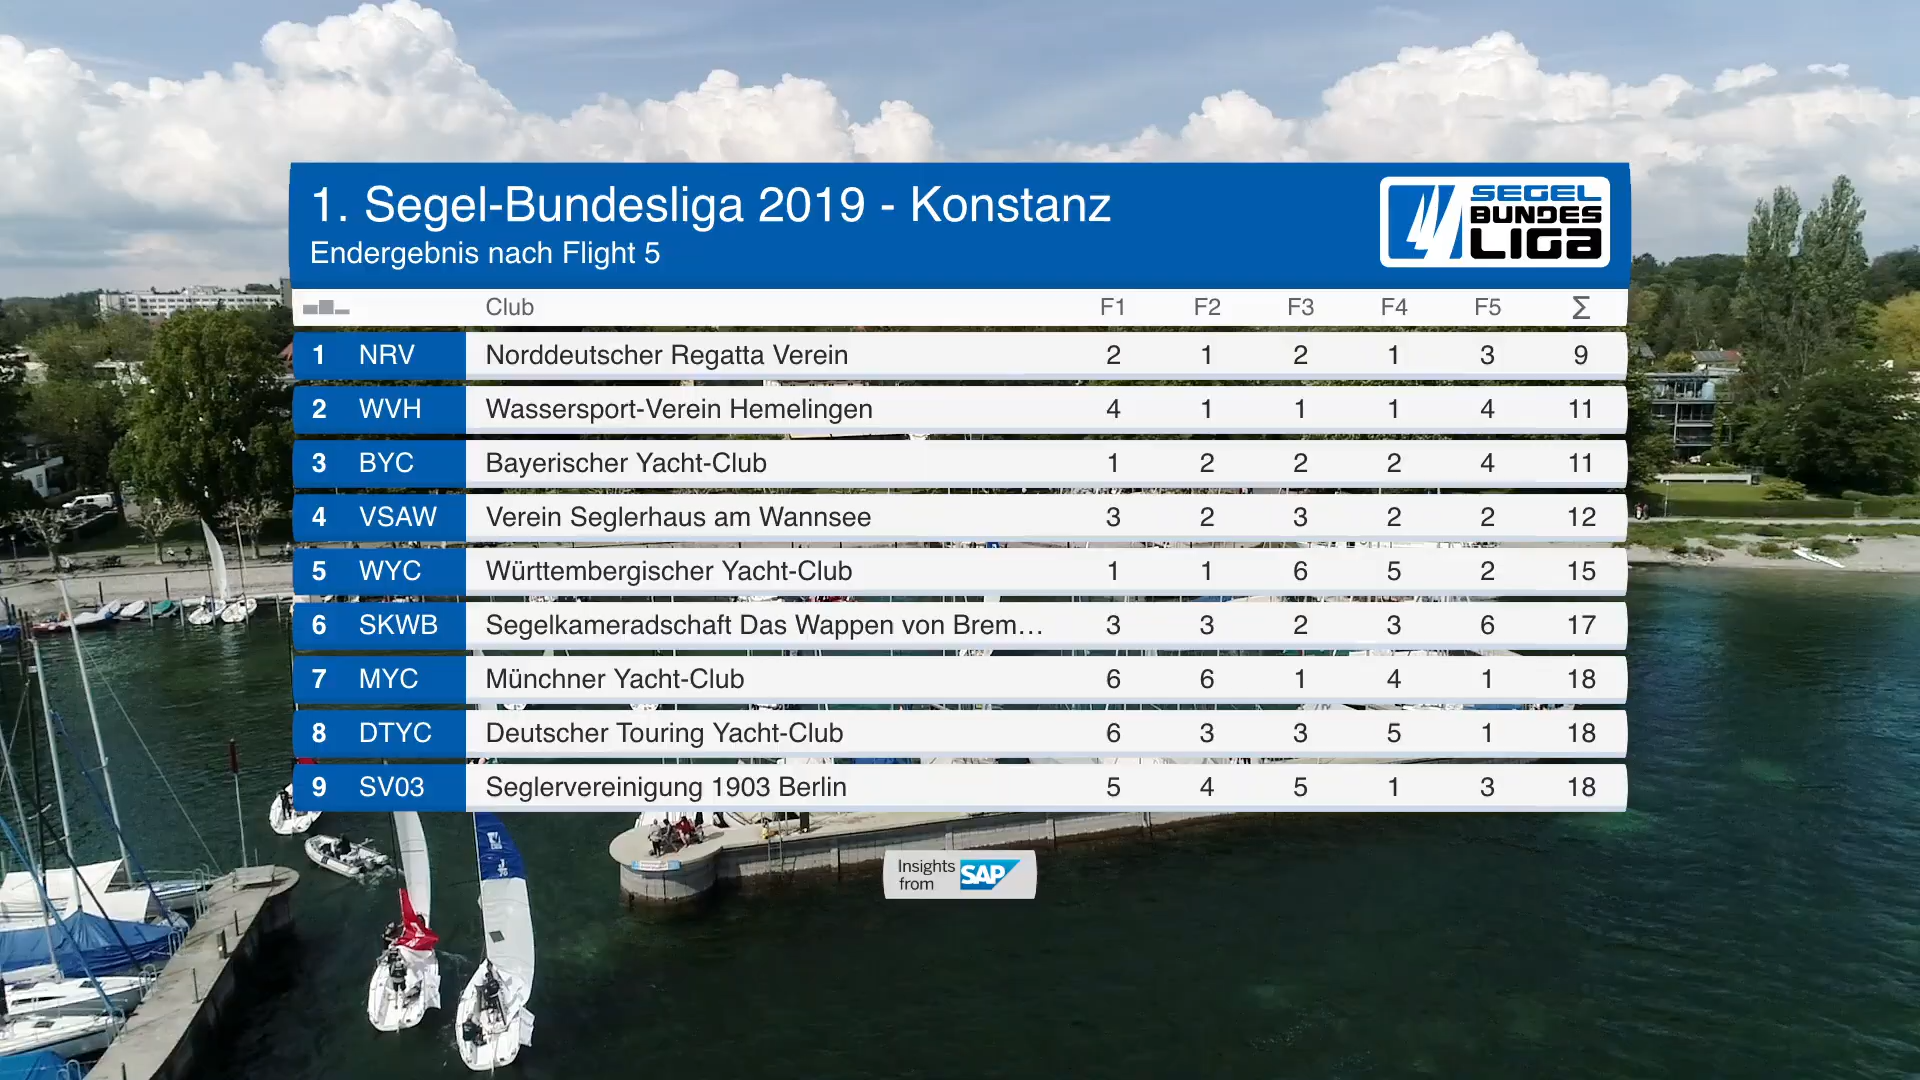 1. Segel-Bundesliga 2019 - Konstanz
Endergebnis nach Flight 5
SEGEL
BUNDES
LIGA
Club F1 F2 F3 F4 F5 Σ
1 NRV Norddeutscher Regatta Verein 2 1 2 1 3 9
2 WVH Wassersport-Verein Hemelingen 4 1 1 1 4 11
3 BYC Bayerischer Yacht-Club 1 2 2 2 4 11
4 VSAW Verein Seglerhaus am Wannsee 3 2 3 2 2 12
5 WYC Württembergischer Yacht-Club 1 1 6 5 2 15
6 SKWB Segelkameradschaft Das Wappen von Brem… 3 3 2 3 6 17
7 MYC Münchner Yacht-Club 6 6 1 4 1 18
8 DTYC Deutscher Touring Yacht-Club 6 3 3 5 1 18
9 SV03 Seglervereinigung 1903 Berlin 5 4 5 1 3 18
Insights
from SAP